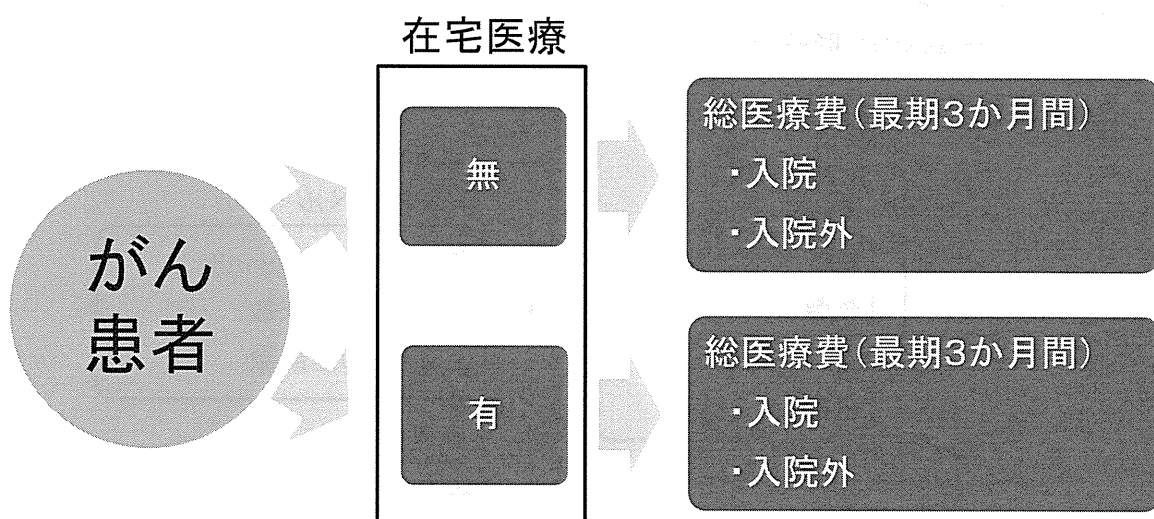 在宅医療
がん
患者
無
総医療費(最期3か月間)
・入院
・入院外
有
総医療費(最期3か月間)
・入院
・入院外